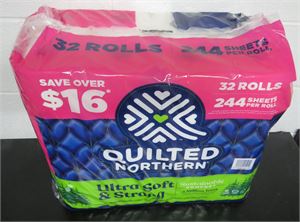 32 ROLLS
244 SHEETS
PER ROLL
SAVE OVER
$16*
32 ROLLS
244 SHEETS
PER ROLL
QUILTED
NORTHERN
Ultra Soft
& Strong
Sustainable